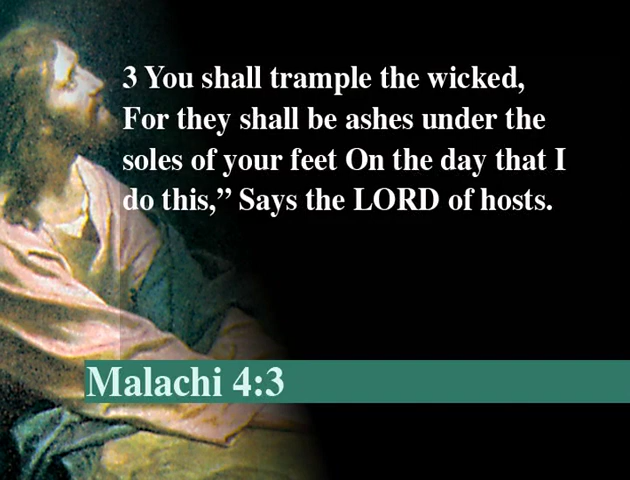 3 You shall trample the wicked,
For they shall be ashes under the
soles of your feet On the day that I
do this,” Says the LORD of hosts.
Malachi 4:3